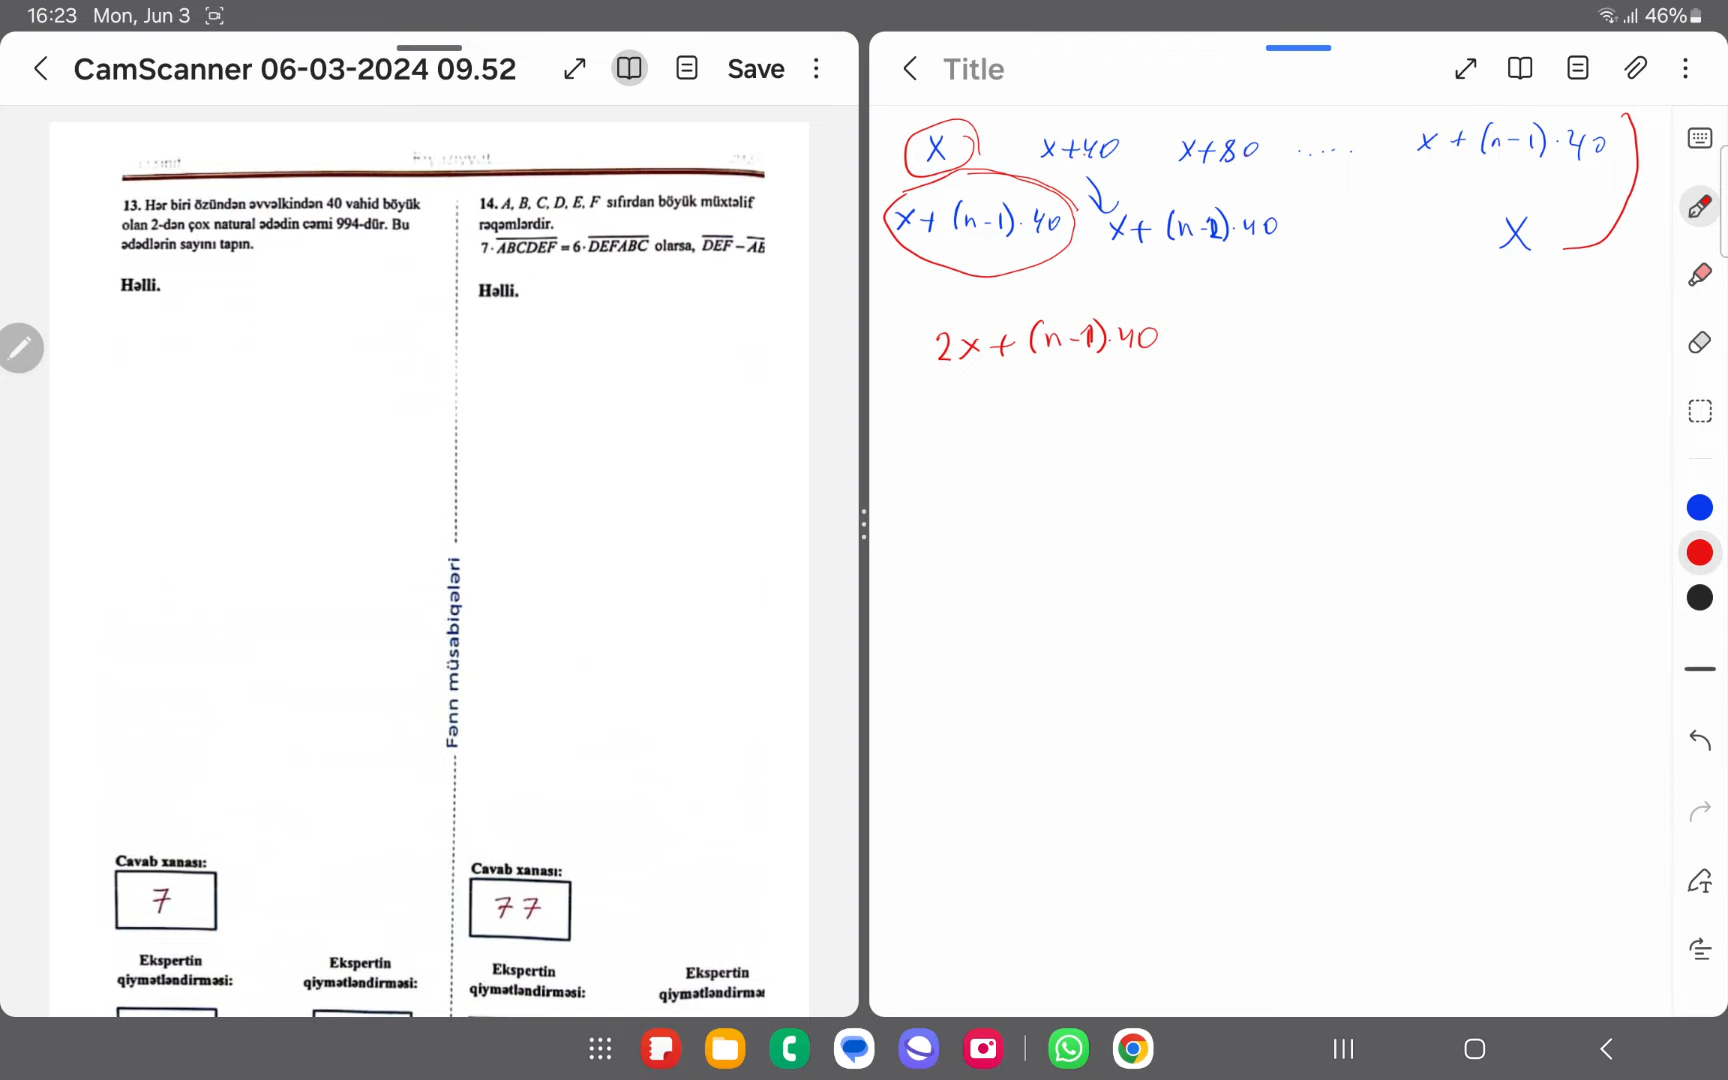 16:23 Mon, Jun 3
46%
CamScanner 06-03-2024 09.52
Save
13. Hər biri özündən əvvəlkindən 40 vahid böyük
olan 2-dən çox natural ədədin cəmi 994-dür. Bu
ədədlərin sayını tapın.
Həlli.
14. A, B, C, D, E, F sıfırdan böyük müxtəlif
rəqəmlərdir.
7·ABCDEF = 6·DEFABC olarsa, DEF – AB
Həlli.
Fənn müsabiqələri
Cavab xanası:
7
Cavab xanası:
77
Ekspertin
qiymətləndirməsi:
Ekspertin
qiymətləndirməsi:
Ekspertin
qiymətləndirməsi:
Ekspertin
qiymətləndirmə
Title
x x+40 x+80 ..... x+(n-1)·40
x+(n-1)·40 x+(n-2)·40 x
2x+(n-1)·40